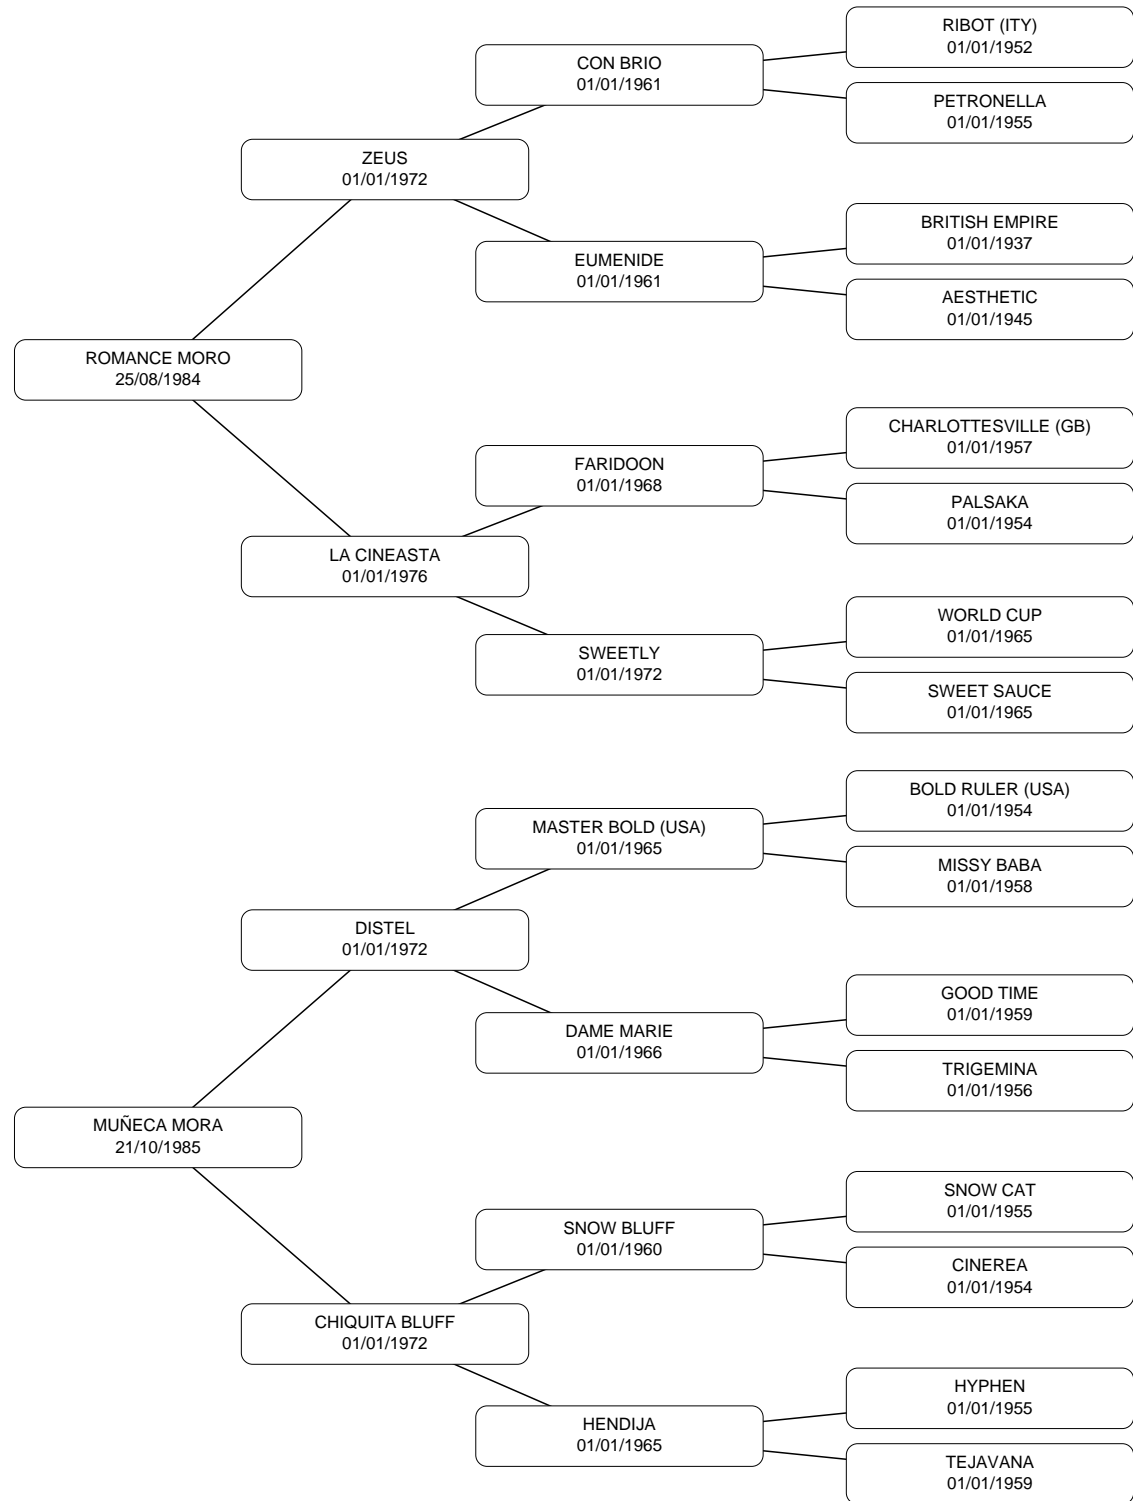 RIBOT (ITY)
01/01/1952
CON BRIO
01/01/1961
PETRONELLA
01/01/1955
ZEUS
01/01/1972
BRITISH EMPIRE
01/01/1937
EUMENIDE
01/01/1961
AESTHETIC
01/01/1945
ROMANCE MORO
25/08/1984
CHARLOTTESVILLE (GB)
01/01/1957
FARIDOON
01/01/1968
PALSAKA
01/01/1954
LA CINEASTA
01/01/1976
WORLD CUP
01/01/1965
SWEETLY
01/01/1972
SWEET SAUCE
01/01/1965
BOLD RULER (USA)
01/01/1954
MASTER BOLD (USA)
01/01/1965
MISSY BABA
01/01/1958
DISTEL
01/01/1972
GOOD TIME
01/01/1959
DAME MARIE
01/01/1966
TRIGEMINA
01/01/1956
MUÑECA MORA
21/10/1985
SNOW CAT
01/01/1955
SNOW BLUFF
01/01/1960
CINEREA
01/01/1954
CHIQUITA BLUFF
01/01/1972
HYPHEN
01/01/1955
HENDIJA
01/01/1965
TEJAVANA
01/01/1959